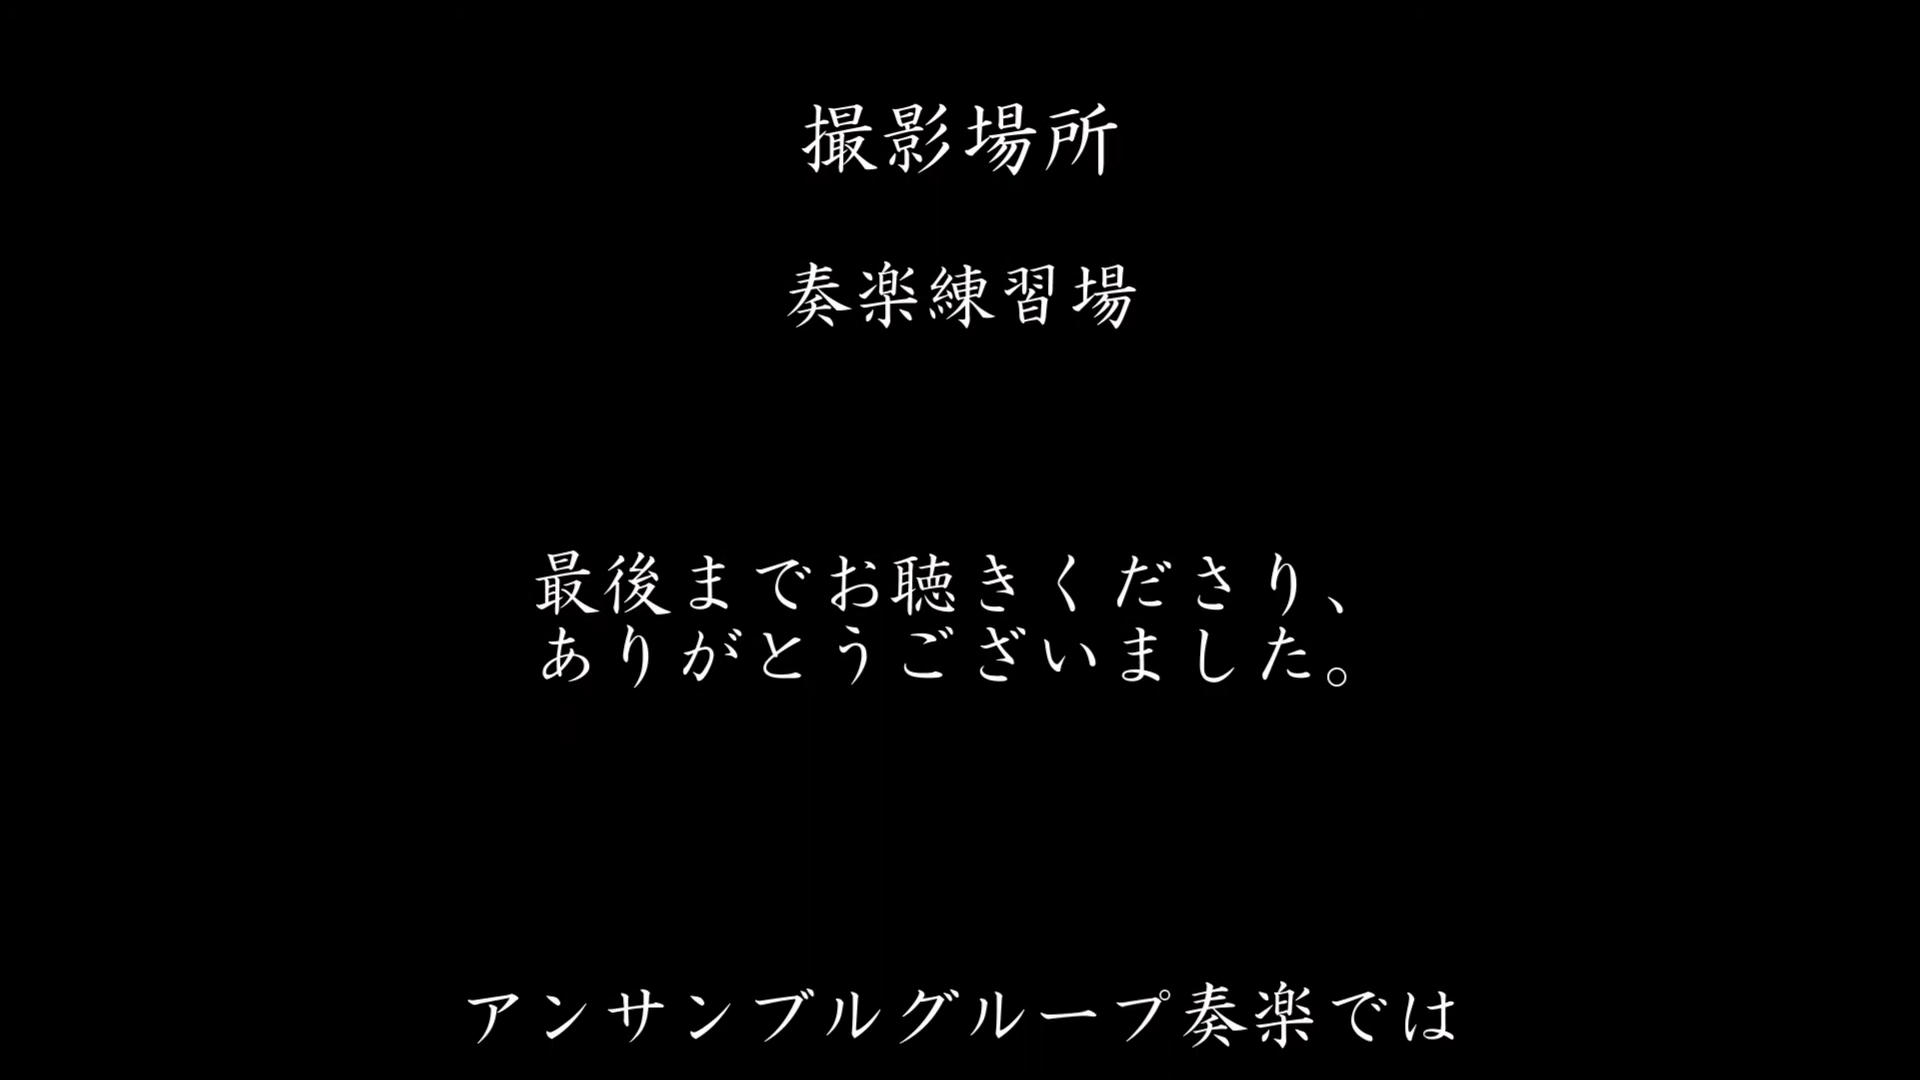 撮影場所
奏楽練習場
最後までお聴きくださり、
ありがとうございました。
アンサンブルグループ奏楽では